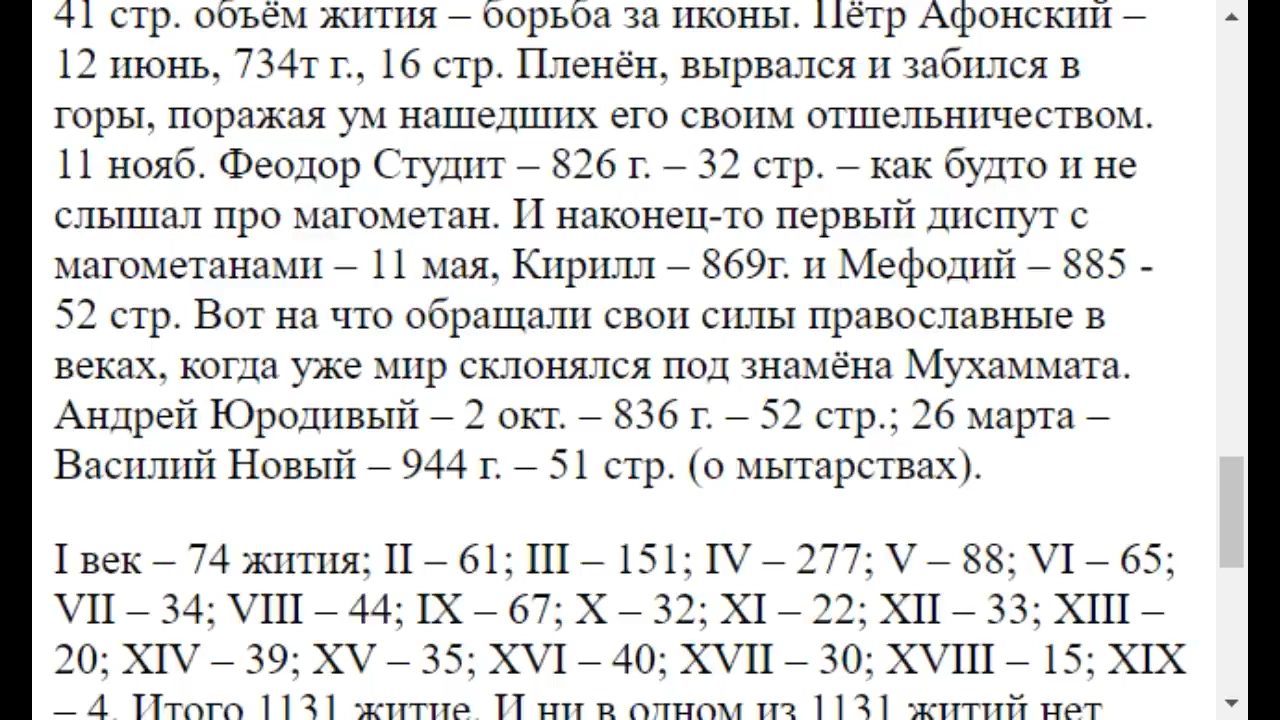 41 стр. объём жития – борьба за иконы. Пётр Афонский –
12 июнь, 734т г., 16 стр. Пленён, вырвался и забился в
горы, поражая ум нашедших его своим отшельничеством.
11 нояб. Феодор Студит – 826 г. – 32 стр. – как будто и не
слышал про магометан. И наконец-то первый диспут с
магометанами – 11 мая, Кирилл – 869г. и Мефодий – 885 -
52 стр. Вот на что обращали свои силы православные в
веках, когда уже мир склонялся под знамёна Мухаммата.
Андрей Юродивый – 2 окт. – 836 г. – 52 стр.; 26 марта –
Василий Новый – 944 г. – 51 стр. (о мытарствах).
I век – 74 жития; II – 61; III – 151; IV – 277; V – 88; VI – 65;
VII – 34; VIII – 44; IX – 67; X – 32; XI – 22; XII – 33; XIII –
20; XIV – 39; XV – 35; XVI – 40; XVII – 30; XVIII – 15; XIX
– 4. Итого 1131 житие. И ни в одном из 1131 житий нет